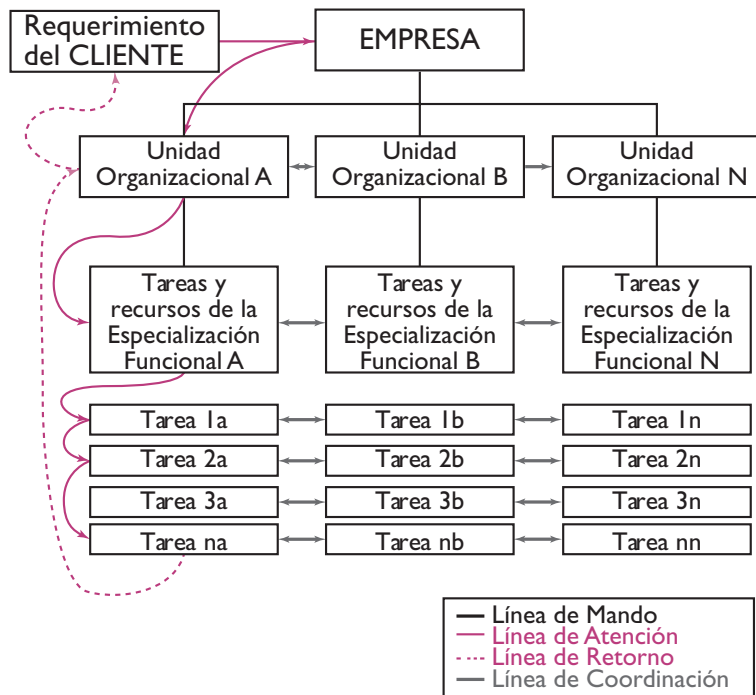 Requerimiento
del CLIENTE
EMPRESA
Unidad
Organizacional A
Unidad
Organizacional B
Unidad
Organizacional N
Tareas y
recursos de la
Especialización
Funcional A
Tareas y
recursos de la
Especialización
Funcional B
Tareas y
recursos de la
Especialización
Funcional N
Tarea 1a
Tarea 1b
Tarea 1n
Tarea 2a
Tarea 2b
Tarea 2n
Tarea 3a
Tarea 3b
Tarea 3n
Tarea na
Tarea nb
Tarea nn
Línea de Mando
Línea de Atención
Línea de Retorno
Línea de Coordinación